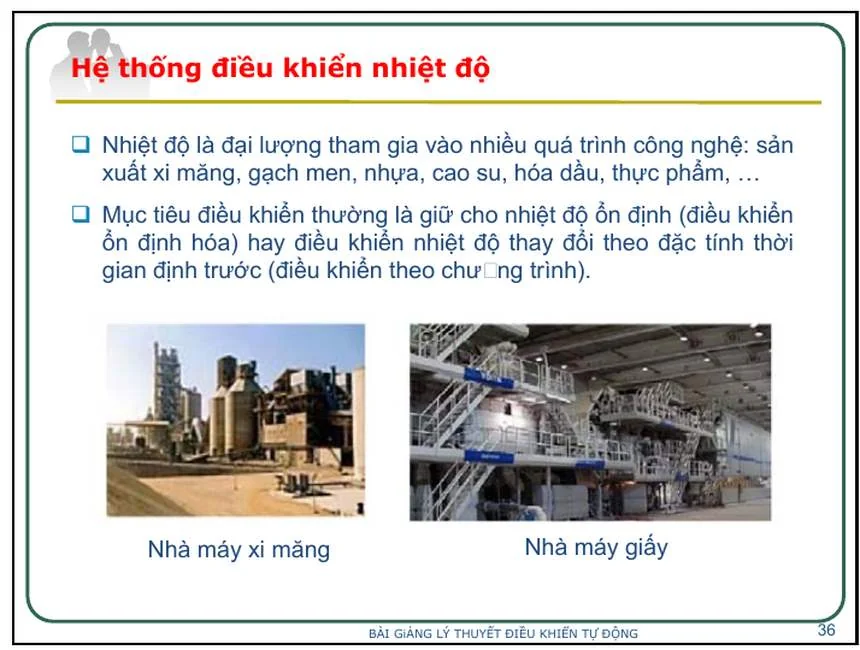 Hệ thống điều khiển nhiệt độ
Nhiệt độ là đại lượng tham gia vào nhiều quá trình công nghệ: sản
xuất xi măng, gạch men, nhựa, cao su, hóa dầu, thực phẩm, …
Mục tiêu điều khiển thường là giữ cho nhiệt độ ổn định (điều khiển
ổn định hóa) hay điều khiển nhiệt độ thay đổi theo đặc tính thời
gian định trước (điều khiển theo chư□ng trình).
Nhà máy xi măng
Nhà máy giấy
BÀI GiẢNG LÝ THUYẾT ĐIỀU KHIỂN TỰ ĐỘNG
36